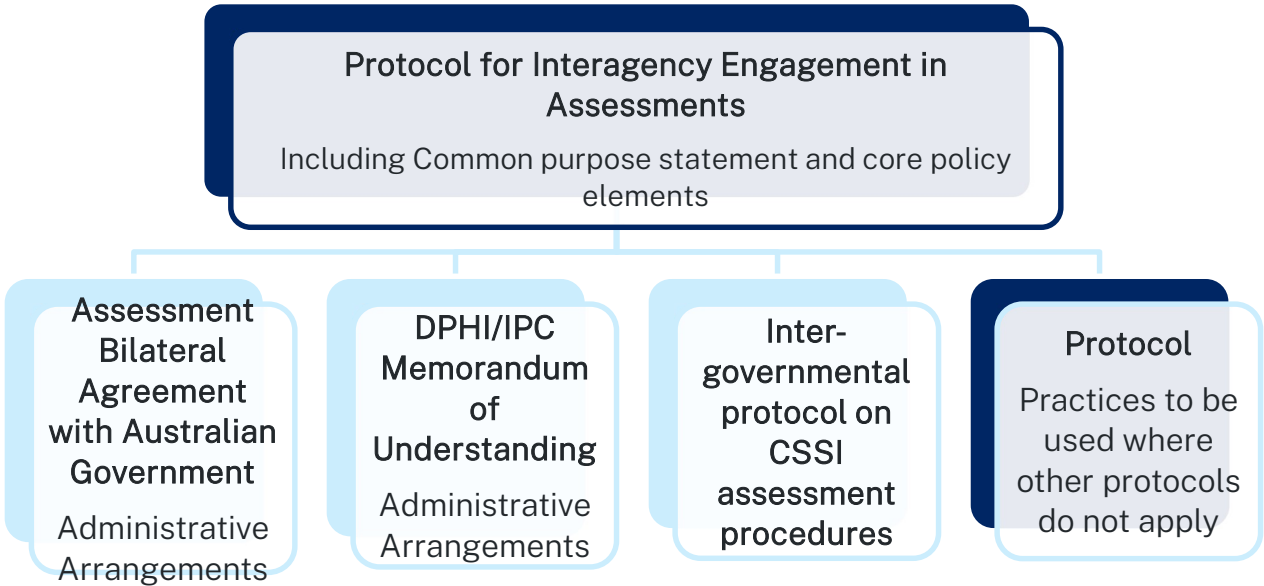 Protocol for Interagency Engagement in
Assessments
Including Common purpose statement and core policy
elements
Assessment
Bilateral
Agreement
with Australian
Government
Administrative
Arrangements
DPHI/IPC
Memorandum
of
Understanding
Administrative
Arrangements
Inter-
governmental
protocol on
CSSI
assessment
procedures
Protocol
Practices to be
used where
other protocols
do not apply